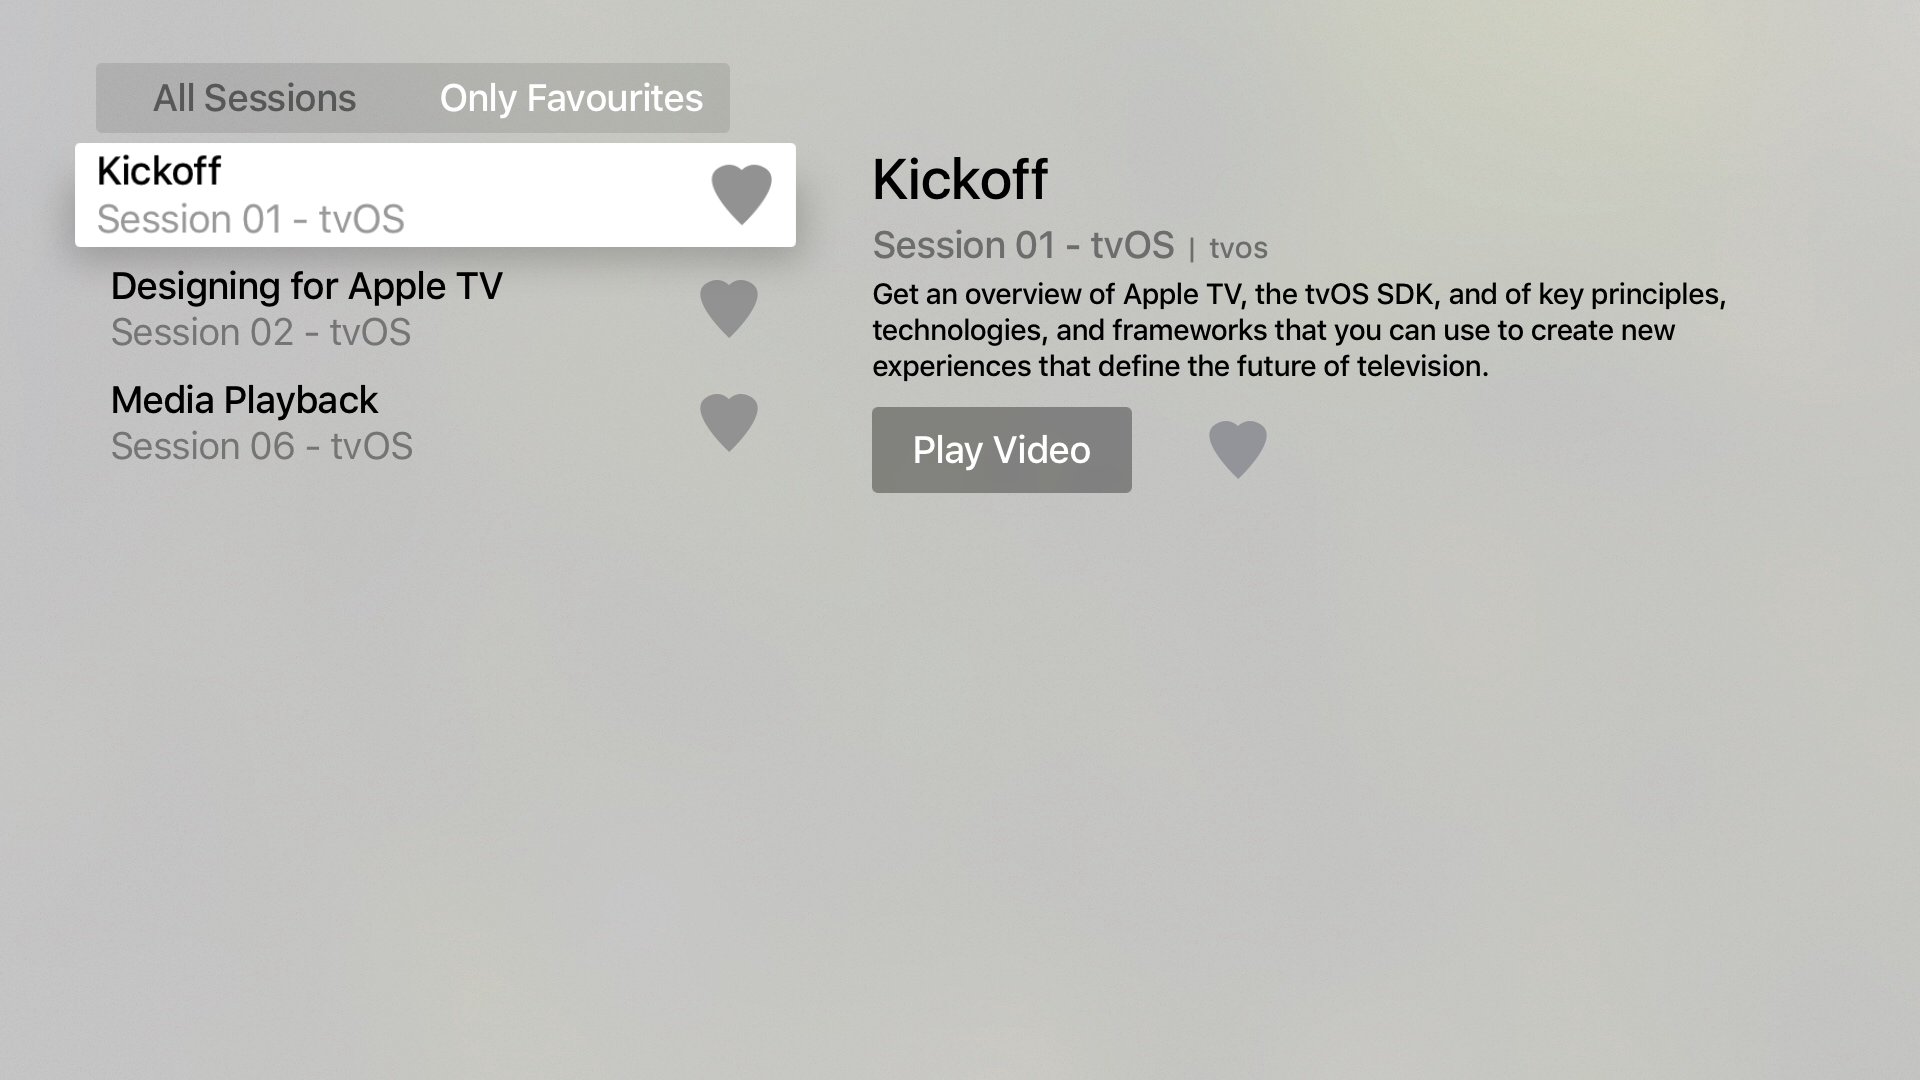 All Sessions
Only Favourites
Kickoff
Session 01 - tvOS
Designing for Apple TV
Session 02 - tvOS
Media Playback
Session 06 - tvOS
Kickoff
Session 01 - tvOS | tvos
Get an overview of Apple TV, the tvOS SDK, and of key principles,
technologies, and frameworks that you can use to create new
experiences that define the future of television.
Play Video